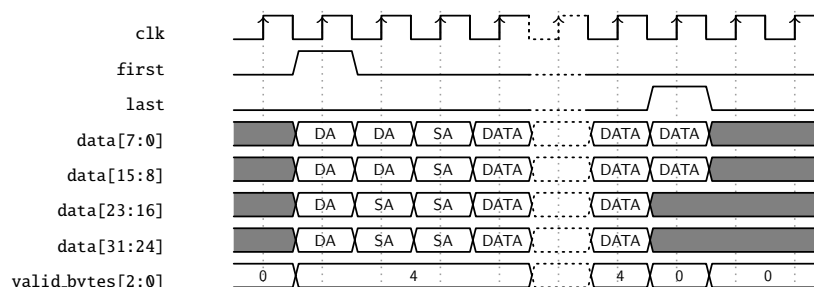 clk
first
last
data[7:0] DA DA SA DATA DATA DATA
data[15:8] DA DA SA DATA DATA DATA
data[23:16] DA SA SA DATA DATA
data[31:24] DA SA SA DATA DATA
valid_bytes[2:0] 0 4 4 0 0